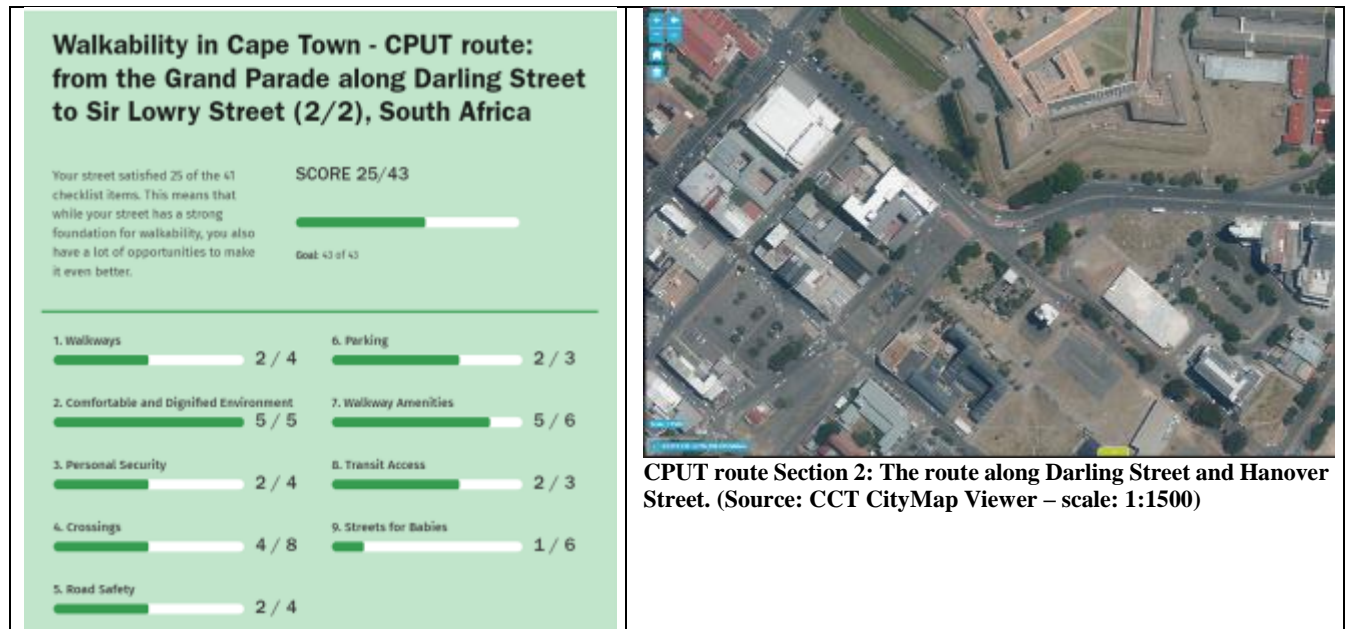 Walkability in Cape Town - CPUT route:
from the Grand Parade along Darling Street
to Sir Lowry Street (2/2), South Africa
Your street satisfied 25 of the 41
checklist items. This means that
while your street has a strong
foundation for walkability, you also
have a lot of opportunities to make
it even better.
SCORE 25/43
Goal: 43 of 43
1. Walkways
2 / 4
2. Comfortable and Dignified Environment
5 / 5
3. Personal Security
2 / 4
4. Crossings
4 / 8
5. Road Safety
2 / 4
6. Parking
2 / 3
7. Walkway Amenities
5 / 6
8. Transit Access
2 / 3
9. Streets for Babies
1 / 6
CPUT route Section 2: The route along Darling Street and Hanover
Street. (Source: CCT CityMap Viewer – scale: 1:1500)